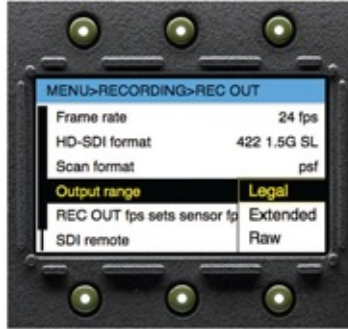 MENU>RECORDING>REC OUT
Frame rate 24 fps
HD-SDI format 422 1.5G SL
Scan format psf
Output range Legal
REC OUT fps sets sensor fp Extended
SDI remote Raw